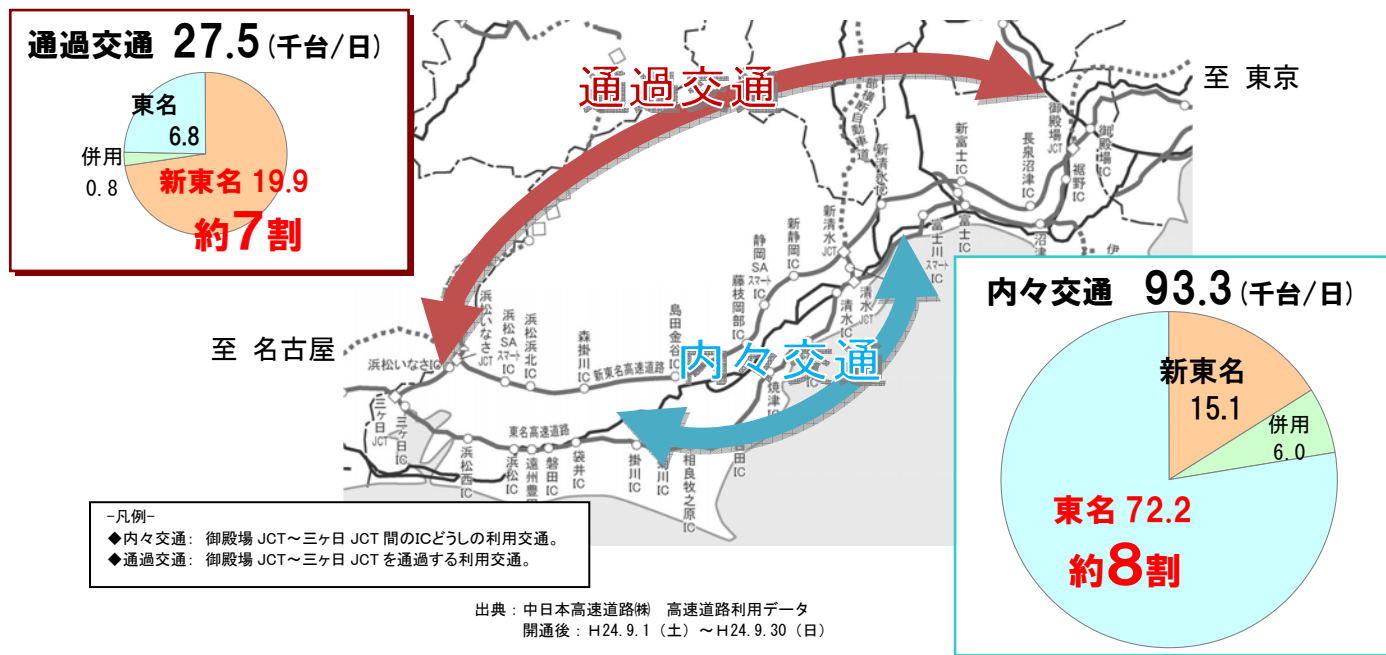 通過交通 27.5(千台/日)
東名
6.8
併用
0.8
新東名 19.9
約7割
通過交通
至 東京
部横断自動車道
御殿場JCT
御殿場IC
裾野IC
長泉沼津IC
新富士IC
新清水IC
新清水JCT
富士川スマートIC
富士IC
沼津
伊
新静岡IC
静岡SAスマートIC
藤枝岡部IC
清水IC
清水JCT
島田金谷IC
森掛川IC
浜松浜北IC
浜松SAスマートIC
浜松いなさJCT
浜松いなさIC
新東名高速道路
至 名古屋
内々交通
焼津IC
田IC
三ヶ日JCT
三ヶ日IC
東名高速道路
浜松西IC
浜松IC
遠州豊田
磐田IC
袋井IC
掛川IC
川IC
相良牧之原IC
内々交通 93.3(千台/日)
新東名
15.1
併用
6.0
東名 72.2
約8割
-凡例-
◆内々交通: 御殿場 JCT～三ヶ日 JCT 間のICどうしの利用交通。
◆通過交通: 御殿場 JCT～三ヶ日 JCT を通過する利用交通。
出典:中日本高速道路㈱ 高速道路利用データ
開通後:H24.9.1(土)～H24.9.30(日)